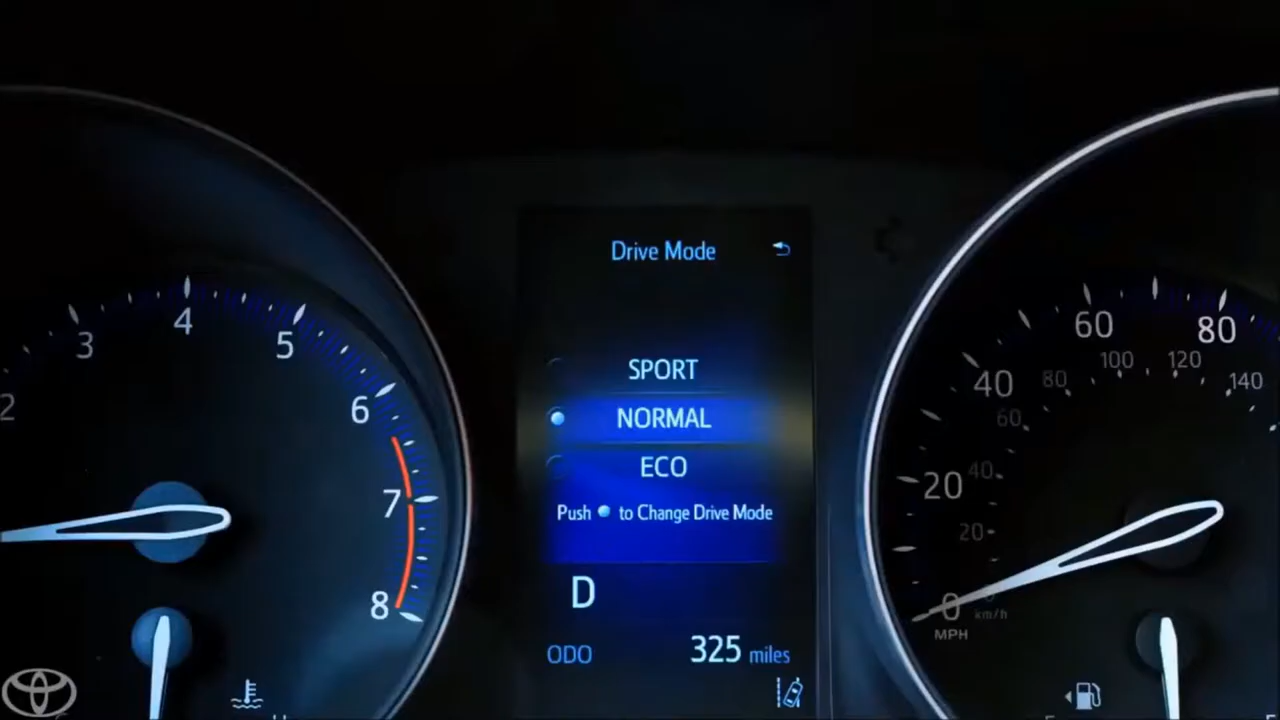 Drive Mode
SPORT
NORMAL
ECO
Push to Change Drive Mode
D
ODO 325 miles
2 3 4 5 6 7 8
0 20 40 60 80
20 40 60 80 100 120 140
MPH
km/h